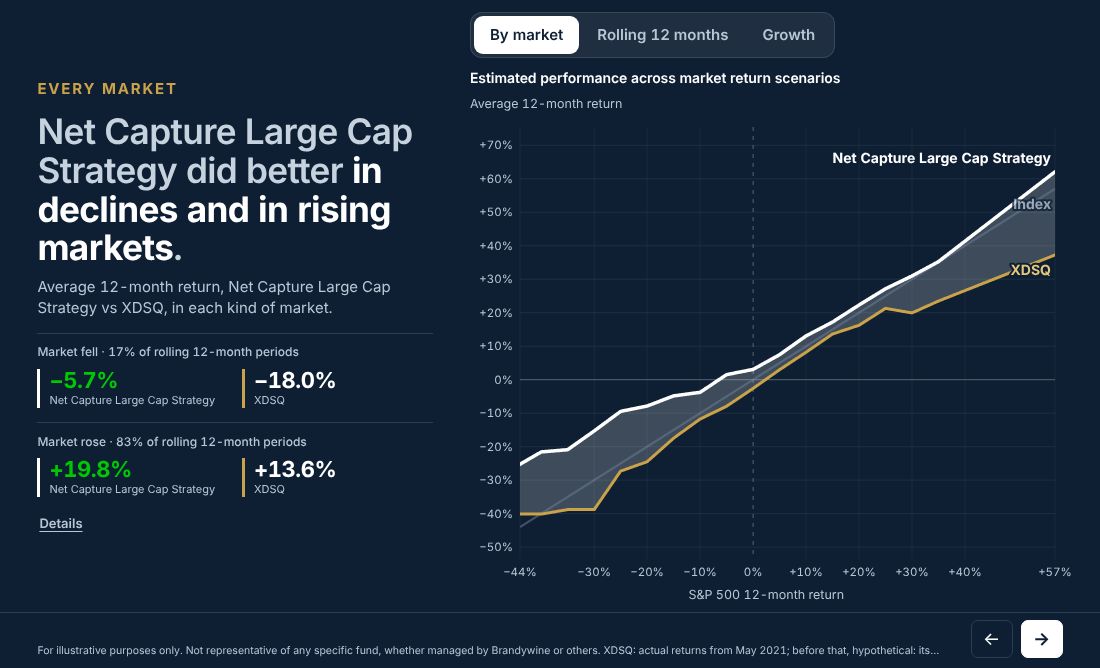 By market
Rolling 12 months
Growth
EVERY MARKET
Net Capture Large Cap
Strategy did better in
declines and in rising
markets.
Average 12-month return, Net Capture Large Cap
Strategy vs XDSQ, in each kind of market.
Market fell · 17% of rolling 12-month periods
−5.7%
Net Capture Large Cap Strategy
−18.0%
XDSQ
Market rose · 83% of rolling 12-month periods
+19.8%
Net Capture Large Cap Strategy
+13.6%
XDSQ
Details
Estimated performance across market return scenarios
Average 12-month return
+70%
+60%
+50%
+40%
+30%
+20%
+10%
0%
−10%
−20%
−30%
−40%
−50%
Net Capture Large Cap Strategy
Index
XDSQ
−44%
−30%
−20%
−10%
0%
+10%
+20%
+30%
+40%
+57%
S&P 500 12-month return
For illustrative purposes only. Not representative of any specific fund, whether managed by Brandywine or others. XDSQ: actual returns from May 2021; before that, hypothetical: its…